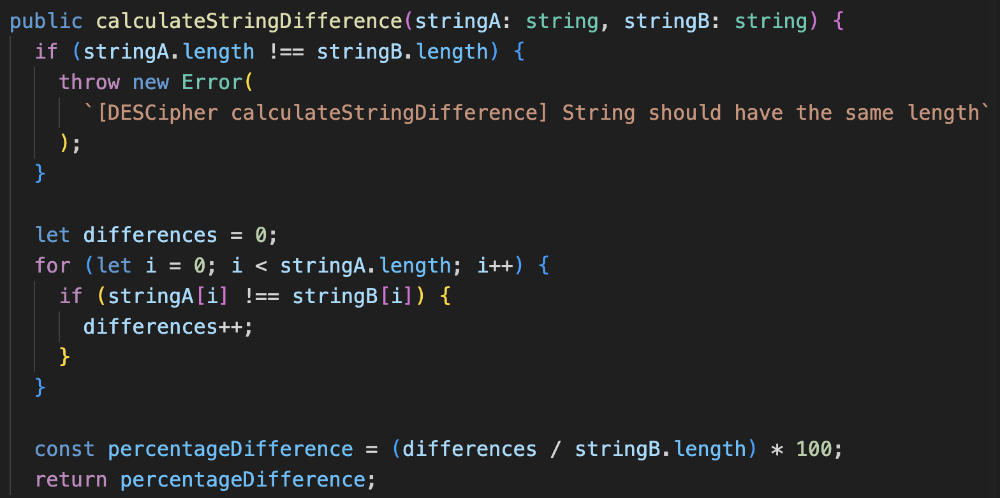 public calculateStringDifference(stringA: string, stringB: string) {
  if (stringA.length !== stringB.length) {
    throw new Error(
      `[DESCipher calculateStringDifference] String should have the same length`
    );
  }

  let differences = 0;
  for (let i = 0; i < stringA.length; i++) {
    if (stringA[i] !== stringB[i]) {
      differences++;
    }
  }

  const percentageDifference = (differences / stringB.length) * 100;
  return percentageDifference;